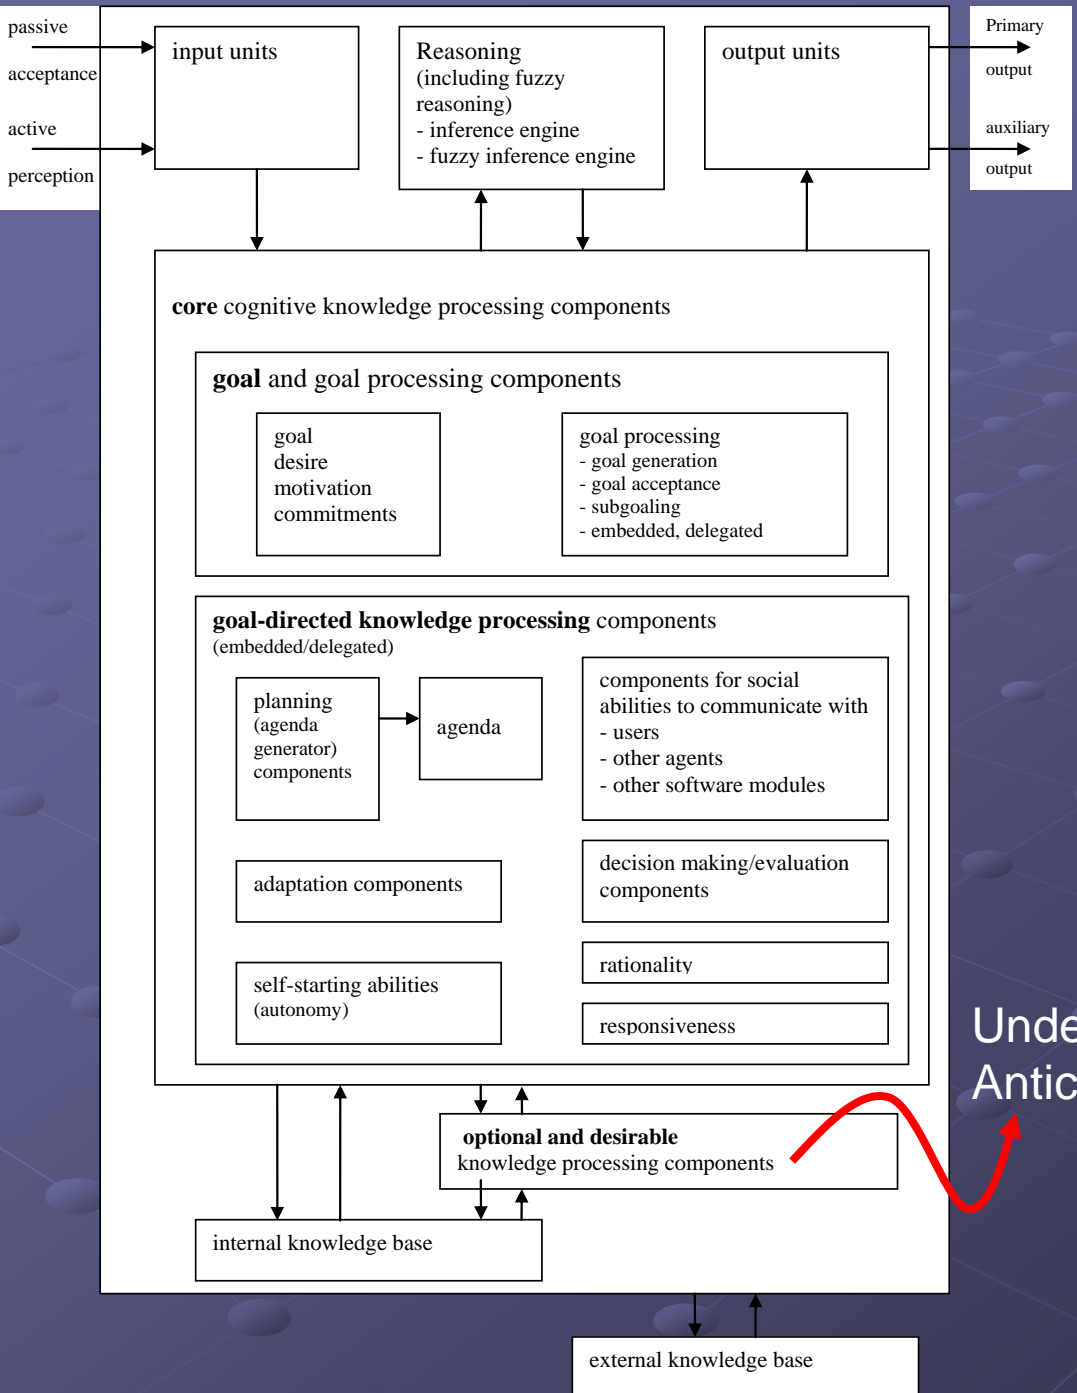 passive
acceptance
active
perception
input units
Reasoning
(including fuzzy
reasoning)
- inference engine
- fuzzy inference engine
output units
Primary
output
auxiliary
output
core cognitive knowledge processing components
goal and goal processing components
goal
desire
motivation
commitments
goal processing
- goal generation
- goal acceptance
- subgoaling
- embedded, delegated
goal-directed knowledge processing components
(embedded/delegated)
planning
(agenda
generator)
components
agenda
components for social
abilities to communicate with
- users
- other agents
- other software modules
adaptation components
decision making/evaluation
components
self-starting abilities
(autonomy)
rationality
responsiveness
Unde
Antic
optional and desirable
knowledge processing components
internal knowledge base
external knowledge base